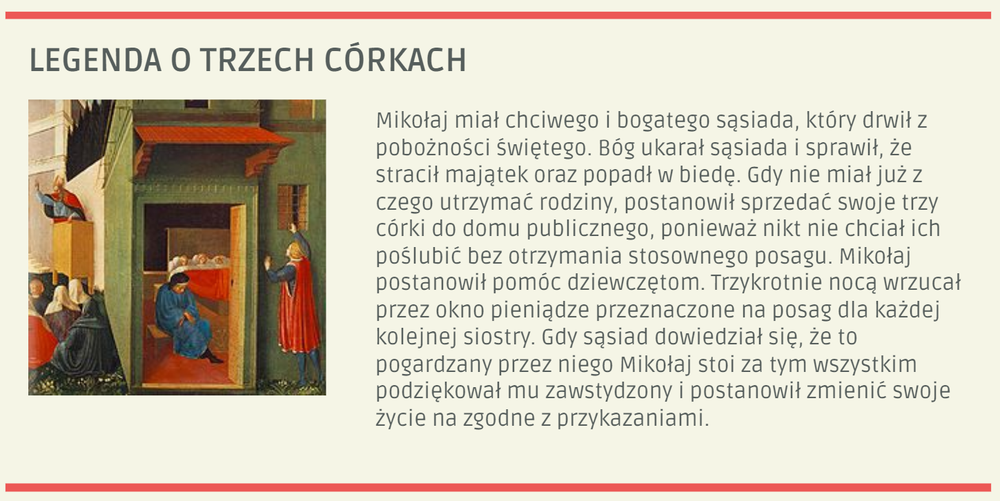 LEGENDA O TRZECH CÓRKACH
Mikołaj miał chciwego i bogatego sąsiada, który drwił z
pobożności świętego. Bóg ukarał sąsiada i sprawił, że
stracił majątek oraz popadł w biedę. Gdy nie miał już z
czego utrzymać rodziny, postanowił sprzedać swoje trzy
córki do domu publicznego, ponieważ nikt nie chciał ich
poślubić bez otrzymania stosownego posagu. Mikołaj
postanowił pomóc dziewczętom. Trzykrotnie nocą wrzucał
przez okno pieniądze przeznaczone na posag dla każdej
kolejnej siostry. Gdy sąsiad dowiedział się, że to
pogardzany przez niego Mikołaj stoi za tym wszystkim
podziękował mu zawstydzony i postanowił zmienić swoje
życie na zgodne z przykazaniami.